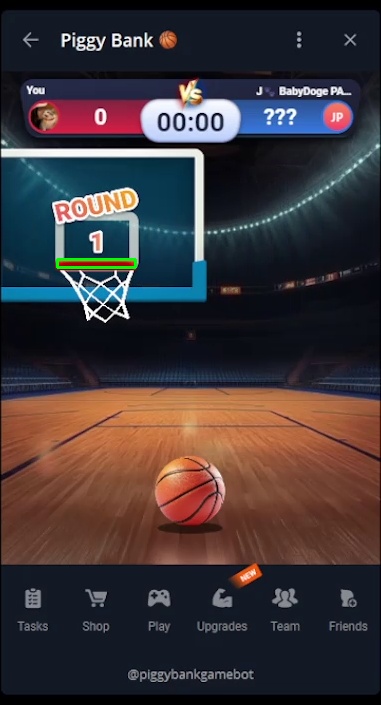 Piggy Bank
You
VS
J BabyDoge PA...
0
00:00
???
JP
ROUND
1
NEW
Tasks
Shop
Play
Upgrades
Team
Friends
@piggybankgamebot